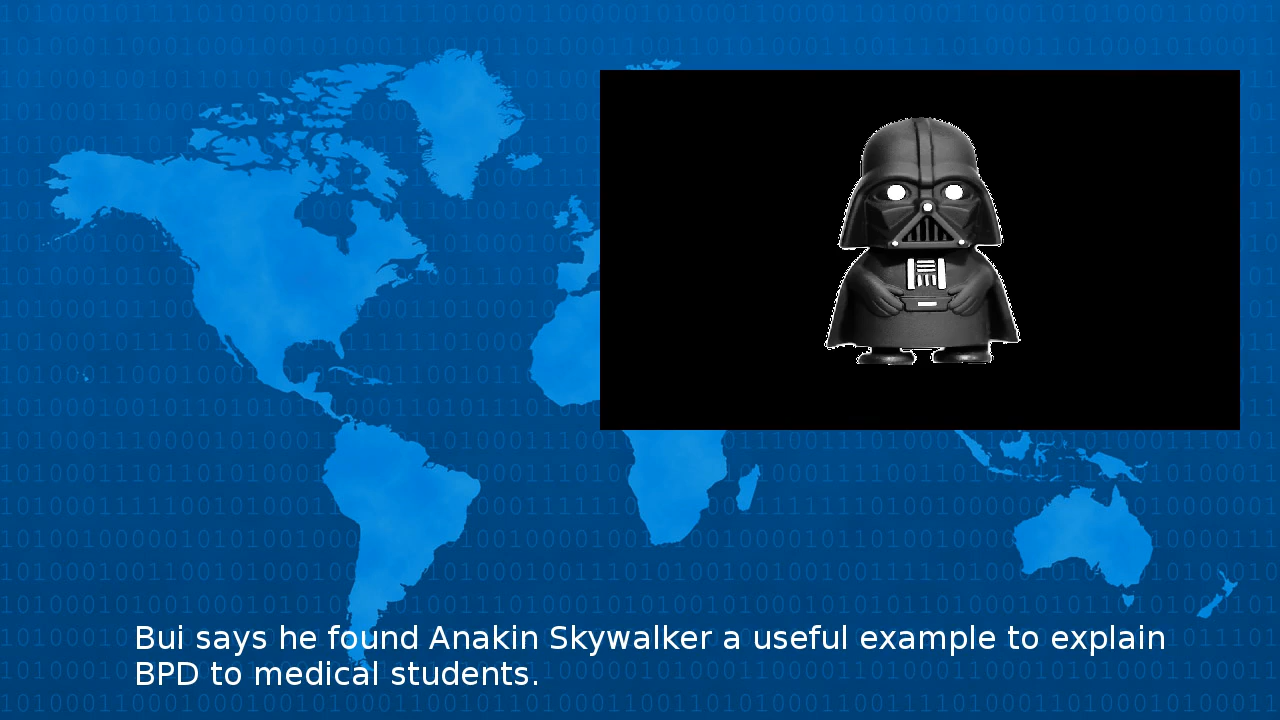 Bui says he found Anakin Skywalker a useful example to explain
BPD to medical students.